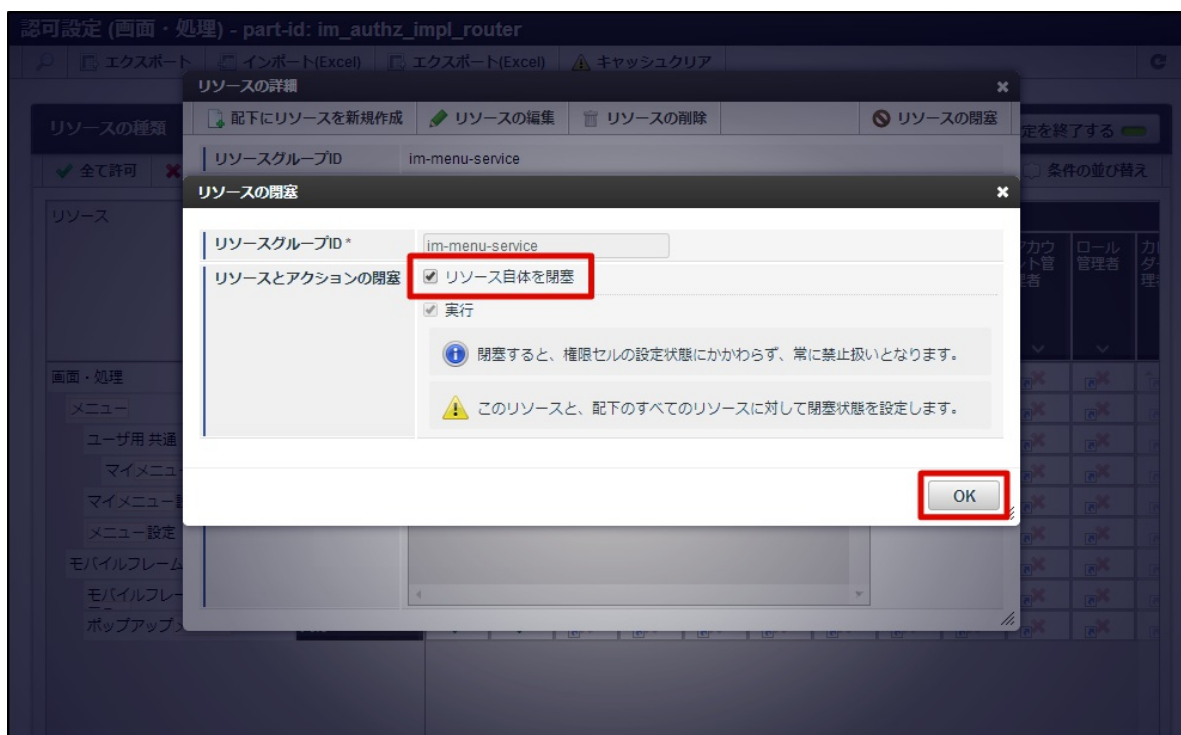 認可設定 (画面・処理) - part-id: im_authz_impl_router
エクスポート インポート(Excel) エクスポート(Excel) キャッシュクリア
リソースの詳細
配下にリソースを新規作成 リソースの編集 リソースの削除 リソースの閉塞
リソースの種類 定を終了する
リソースグループID im-menu-service
全て許可 条件の並び替え
リソースの閉塞
リソース
リソースグループID * im-menu-service
ロール管理者
リソースとアクションの閉塞 リソース自体を閉塞
実行
閉塞すると、権限セルの設定状態にかかわらず、常に禁止扱いとなります。
画面・処理
メニュー
このリソースと、配下のすべてのリソースに対して閉塞状態を設定します。
ユーザ用 共通
マイメニュー
マイメニュー
OK
メニュー設定
モバイルフレーム
モバイルフレー
ポップアップ